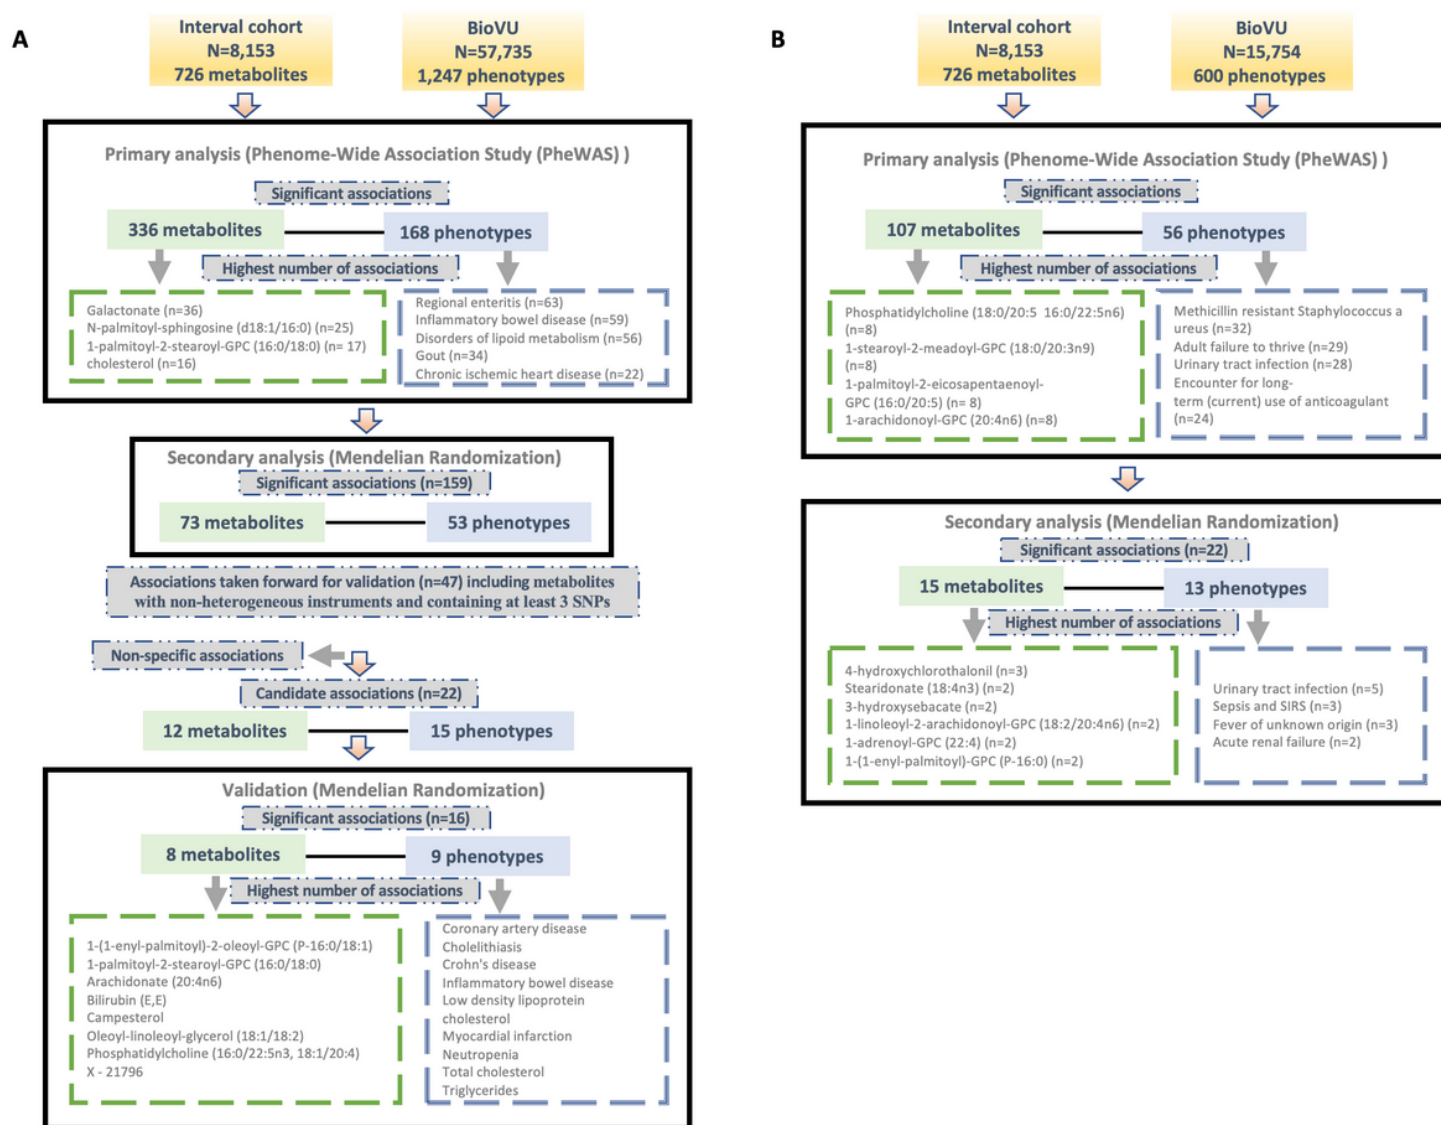 A
Interval cohort
N=8,153
726 metabolites
BioVU
N=57,735
1,247 phenotypes
Primary analysis (Phenome-Wide Association Study (PheWAS) )
Significant associations
336 metabolites
168 phenotypes
Highest number of associations
Galactonate (n=36)
N-palmitoyl-sphingosine (d18:1/16:0) (n=25)
1-palmitoyl-2-stearoyl-GPC (16:0/18:0) (n= 17)
cholesterol (n=16)
Regional enteritis (n=63)
Inflammatory bowel disease (n=59)
Disorders of lipoid metabolism (n=56)
Gout (n=34)
Chronic ischemic heart disease (n=22)
Secondary analysis (Mendelian Randomization)
Significant associations (n=159)
73 metabolites
53 phenotypes
Associations taken forward for validation (n=47) including metabolites
with non-heterogeneous instruments and containing at least 3 SNPs
Non-specific associations
Candidate associations (n=22)
12 metabolites
15 phenotypes
Validation (Mendelian Randomization)
Significant associations (n=16)
8 metabolites
9 phenotypes
Highest number of associations
1-(1-enyl-palmitoyl)-2-oleoyl-GPC (P-16:0/18:1)
1-palmitoyl-2-stearoyl-GPC (16:0/18:0)
Arachidonate (20:4n6)
Bilirubin (E,E)
Campesterol
Oleoyl-linoleoyl-glycerol (18:1/18:2)
Phosphatidylcholine (16:0/22:5n3, 18:1/20:4)
X - 21796
Coronary artery disease
Cholelithiasis
Crohn's disease
Inflammatory bowel disease
Low density lipoprotein
cholesterol
Myocardial infarction
Neutropenia
Total cholesterol
Triglycerides
B
Interval cohort
N=8,153
726 metabolites
BioVU
N=15,754
600 phenotypes
Primary analysis (Phenome-Wide Association Study (PheWAS) )
Significant associations
107 metabolites
56 phenotypes
Highest number of associations
Phosphatidylcholine (18:0/20:5 16:0/22:5n6)
(n=8)
1-stearoyl-2-meadoyl-GPC (18:0/20:3n9)
(n=8)
1-palmitoyl-2-eicosapentaenoyl-
GPC (16:0/20:5) (n= 8)
1-arachidonoyl-GPC (20:4n6) (n=8)
Methicillin resistant Staphylococcus a
ureus (n=32)
Adult failure to thrive (n=29)
Urinary tract infection (n=28)
Encounter for long-
term (current) use of anticoagulant
(n=24)
Secondary analysis (Mendelian Randomization)
Significant associations (n=22)
15 metabolites
13 phenotypes
Highest number of associations
4-hydroxychlorothalonil (n=3)
Stearidonate (18:4n3) (n=2)
3-hydroxysebacate (n=2)
1-linoleoyl-2-arachidonoyl-GPC (18:2/20:4n6) (n=2)
1-adrenoyl-GPC (22:4) (n=2)
1-(1-enyl-palmitoyl)-GPC (P-16:0) (n=2)
Urinary tract infection (n=5)
Sepsis and SIRS (n=3)
Fever of unknown origin (n=3)
Acute renal failure (n=2)